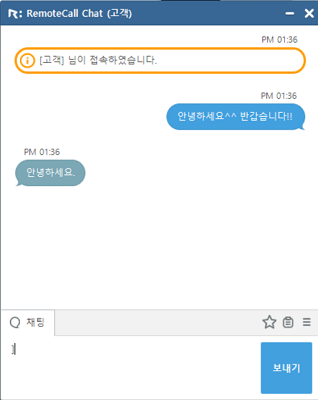 RemoteCall Chat (고객)
PM 01:36
[고객] 님이 접속하였습니다.
PM 01:36
안녕하세요^^ 반갑습니다!!
PM 01:36
안녕하세요.
채팅
보내기